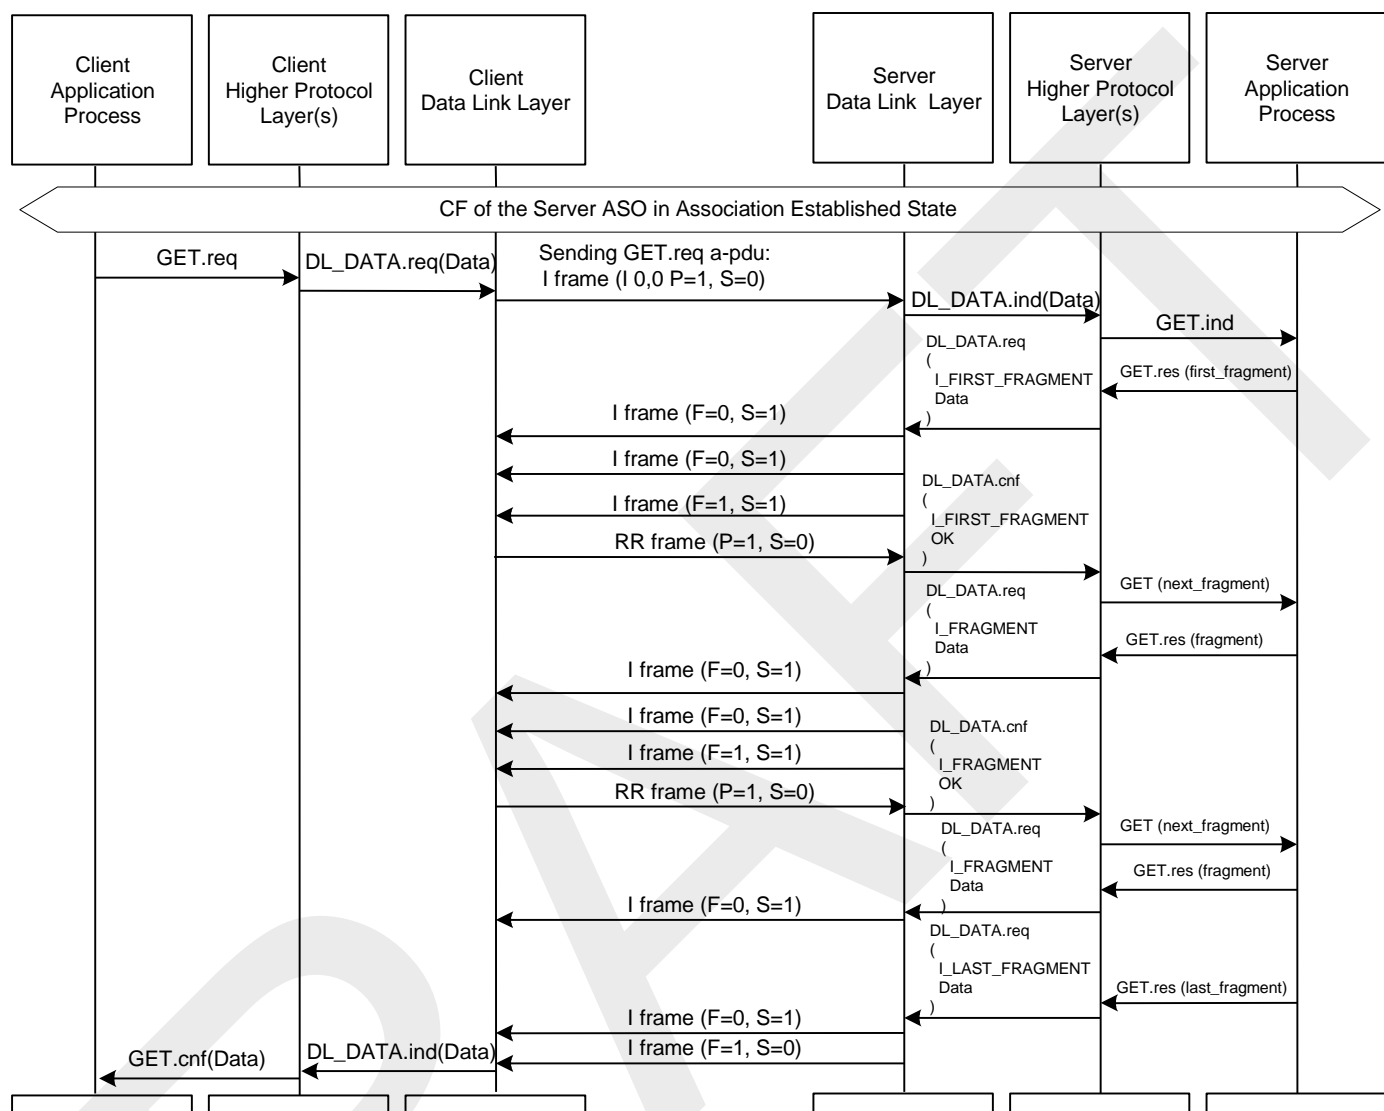 Client
Application
Process
Client
Higher Protocol
Layer(s)
Client
Data Link Layer
Server
Data Link  Layer
Server
Higher Protocol
Layer(s)
Server
Application
Process
CF of the Server ASO in Association Established State
GET.req
DL_DATA.req(Data)
Sending GET.req a-pdu:
I frame (I 0,0 P=1, S=0)
DL_DATA.ind(Data)
GET.ind
DL_DATA.req
(
I_FIRST_FRAGMENT
Data
)
GET.res (first_fragment)
I frame (F=0, S=1)
I frame (F=0, S=1)
I frame (F=1, S=1)
DL_DATA.cnf
(
I_FIRST_FRAGMENT
OK
)
RR frame (P=1, S=0)
GET (next_fragment)
DL_DATA.req
(
I_FRAGMENT
Data
)
GET.res (fragment)
I frame (F=0, S=1)
I frame (F=0, S=1)
I frame (F=1, S=1)
DL_DATA.cnf
(
I_FRAGMENT
OK
)
RR frame (P=1, S=0)
GET (next_fragment)
DL_DATA.req
(
I_FRAGMENT
Data
)
GET.res (fragment)
I frame (F=0, S=1)
DL_DATA.req
(
I_LAST_FRAGMENT
Data
)
GET.res (last_fragment)
I frame (F=0, S=1)
I frame (F=1, S=0)
DL_DATA.ind(Data)
GET.cnf(Data)
DRAFT